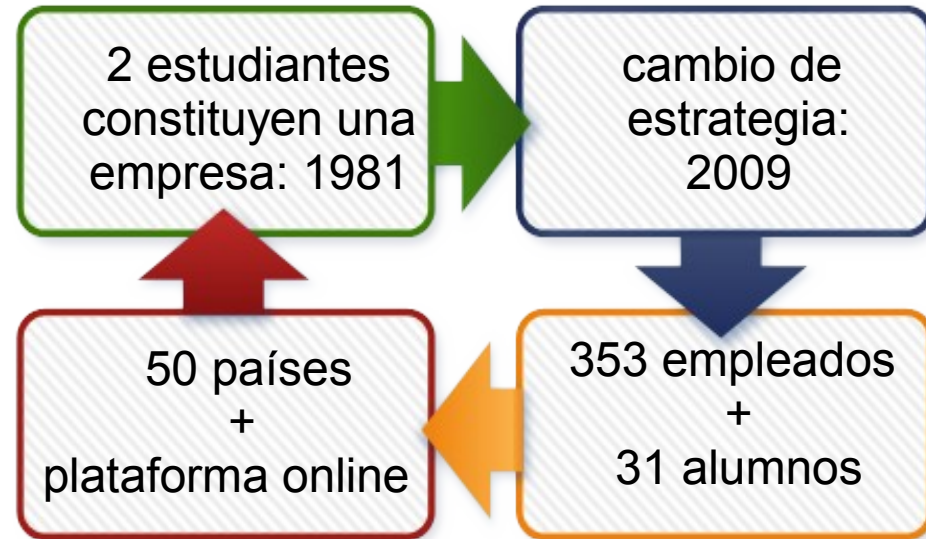 2 estudiantes
constituyen una
empresa: 1981
cambio de
estrategia:
2009
353 empleados
+
31 alumnos
50 países
+
plataforma online